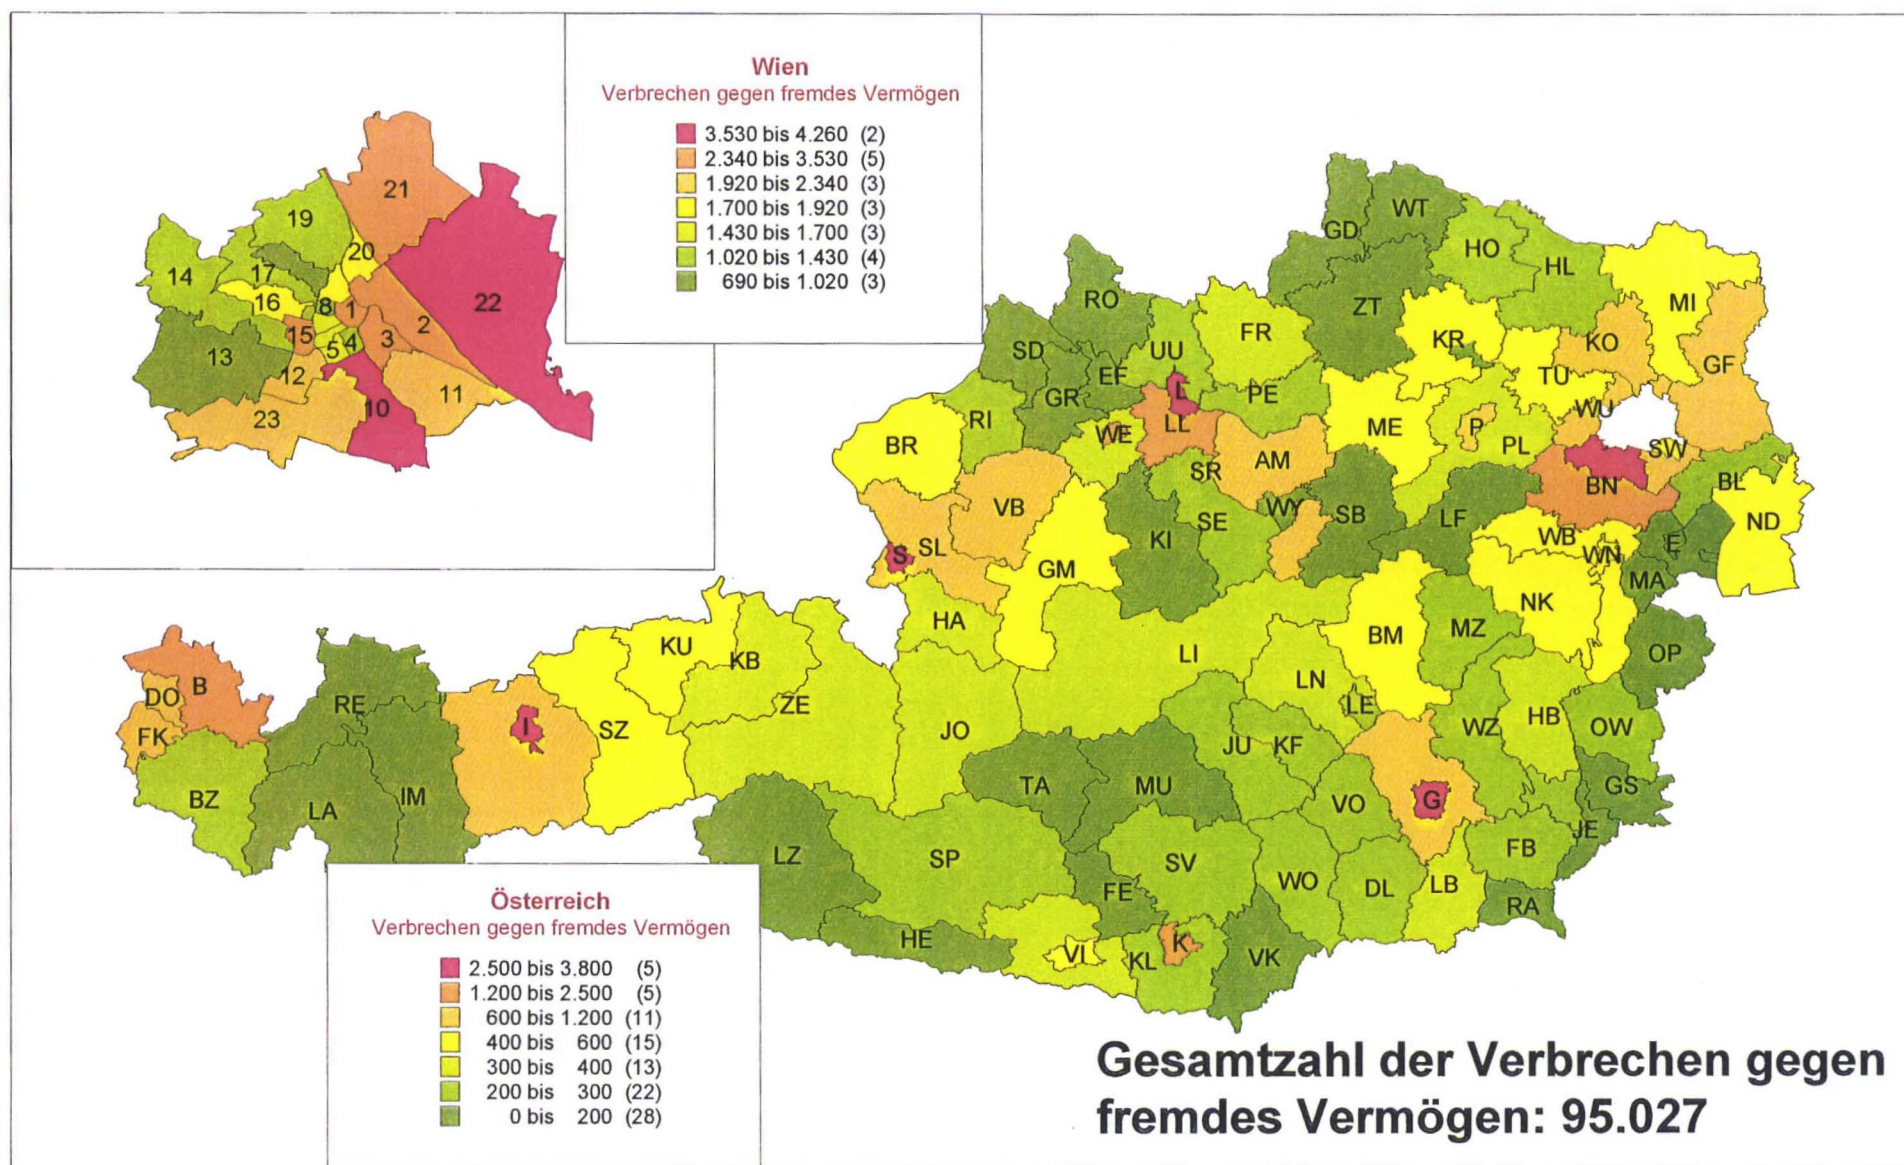 Wien
Verbrechen gegen fremdes Vermögen
3.530 bis 4.260 (2)
2.340 bis 3.530 (5)
1.920 bis 2.340 (3)
1.700 bis 1.920 (3)
1.430 bis 1.700 (3)
1.020 bis 1.430 (4)
690 bis 1.020 (3)
21
19
20
14
17
22
16
8
1
2
15
5
4
3
13
12
11
10
23
WT
GD
HO
HL
RO
ZT
MI
FR
KR
KO
SD
UU
GF
EF
TU
L
GR
PE
WU
RI
LL
WE
ME
P
PL
BR
AM
SW
SR
BL
BN
VB
WY
SB
LF
ND
SE
KI
WB
SL
S
WN
E
GM
MA
NK
HA
MZ
BM
KU
LI
OP
KB
B
LN
DO
RE
ZE
LE
HB
I
SZ
JO
WZ
OW
FK
JU
KF
TA
MU
GS
BZ
IM
G
VO
LA
JE
FB
LZ
SP
SV
WO
DL
LB
FE
RA
HE
K
VI
KL
VK
Österreich
Verbrechen gegen fremdes Vermögen
2.500 bis 3.800 (5)
1.200 bis 2.500 (5)
600 bis 1.200 (11)
400 bis 600 (15)
300 bis 400 (13)
200 bis 300 (22)
0 bis 200 (28)
Gesamtzahl der Verbrechen gegen
fremdes Vermögen: 95.027